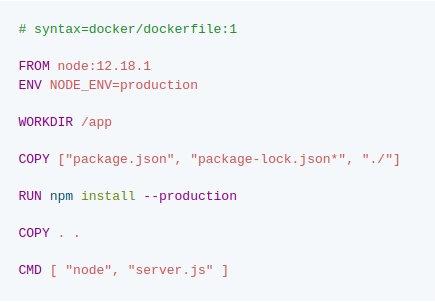 # syntax=docker/dockerfile:1
FROM node:12.18.1
ENV NODE_ENV=production
WORKDIR /app
COPY ["package.json", "package-lock.json*", "./"]
RUN npm install --production
COPY . .
CMD [ "node", "server.js" ]